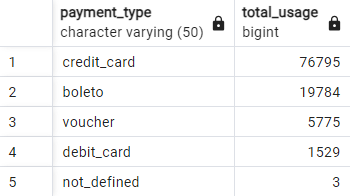 payment_type total_usage
character varying (50) bigint
1 credit_card 76795
2 boleto 19784
3 voucher 5775
4 debit_card 1529
5 not_defined 3